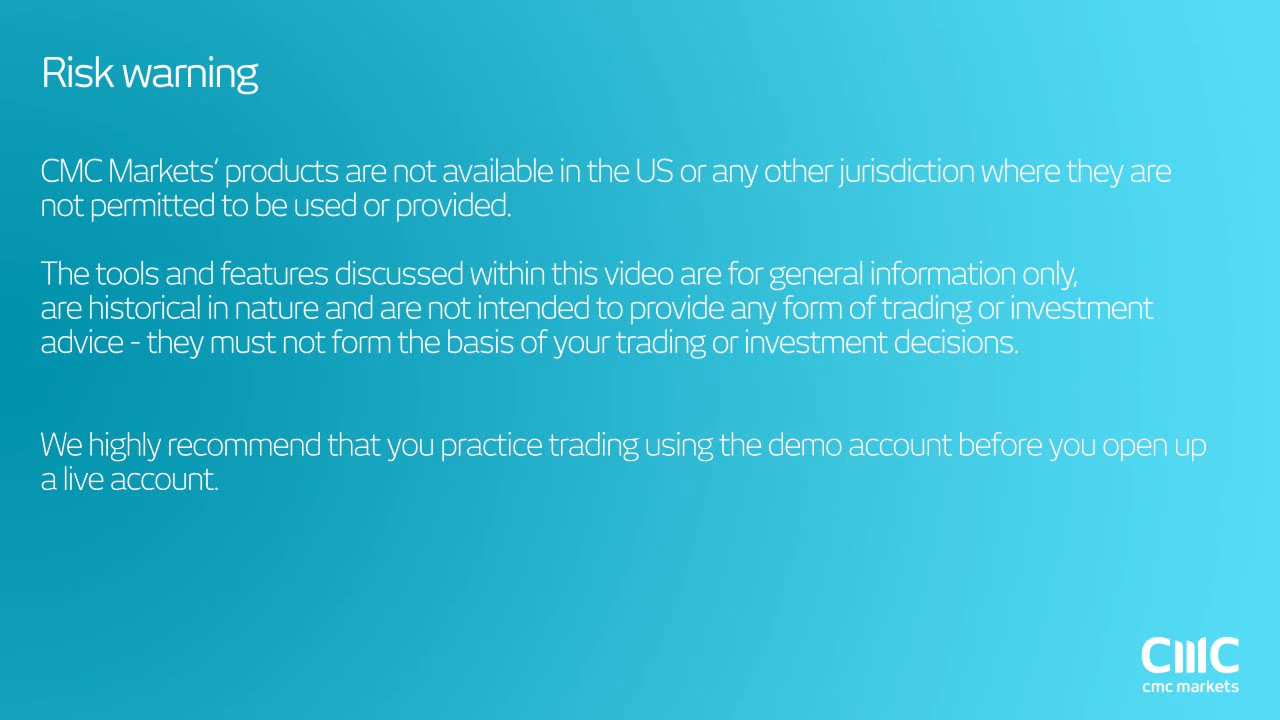 Risk warning
CMC Markets’ products are not available in the US or any other jurisdiction where they are
not permitted to be used or provided.
The tools and features discussed within this video are for general information only,
are historical in nature and are not intended to provide any form of trading or investment
advice - they must not form the basis of your trading or investment decisions.
We highly recommend that you practice trading using the demo account before you open up
a live account.
CMC
cmc markets